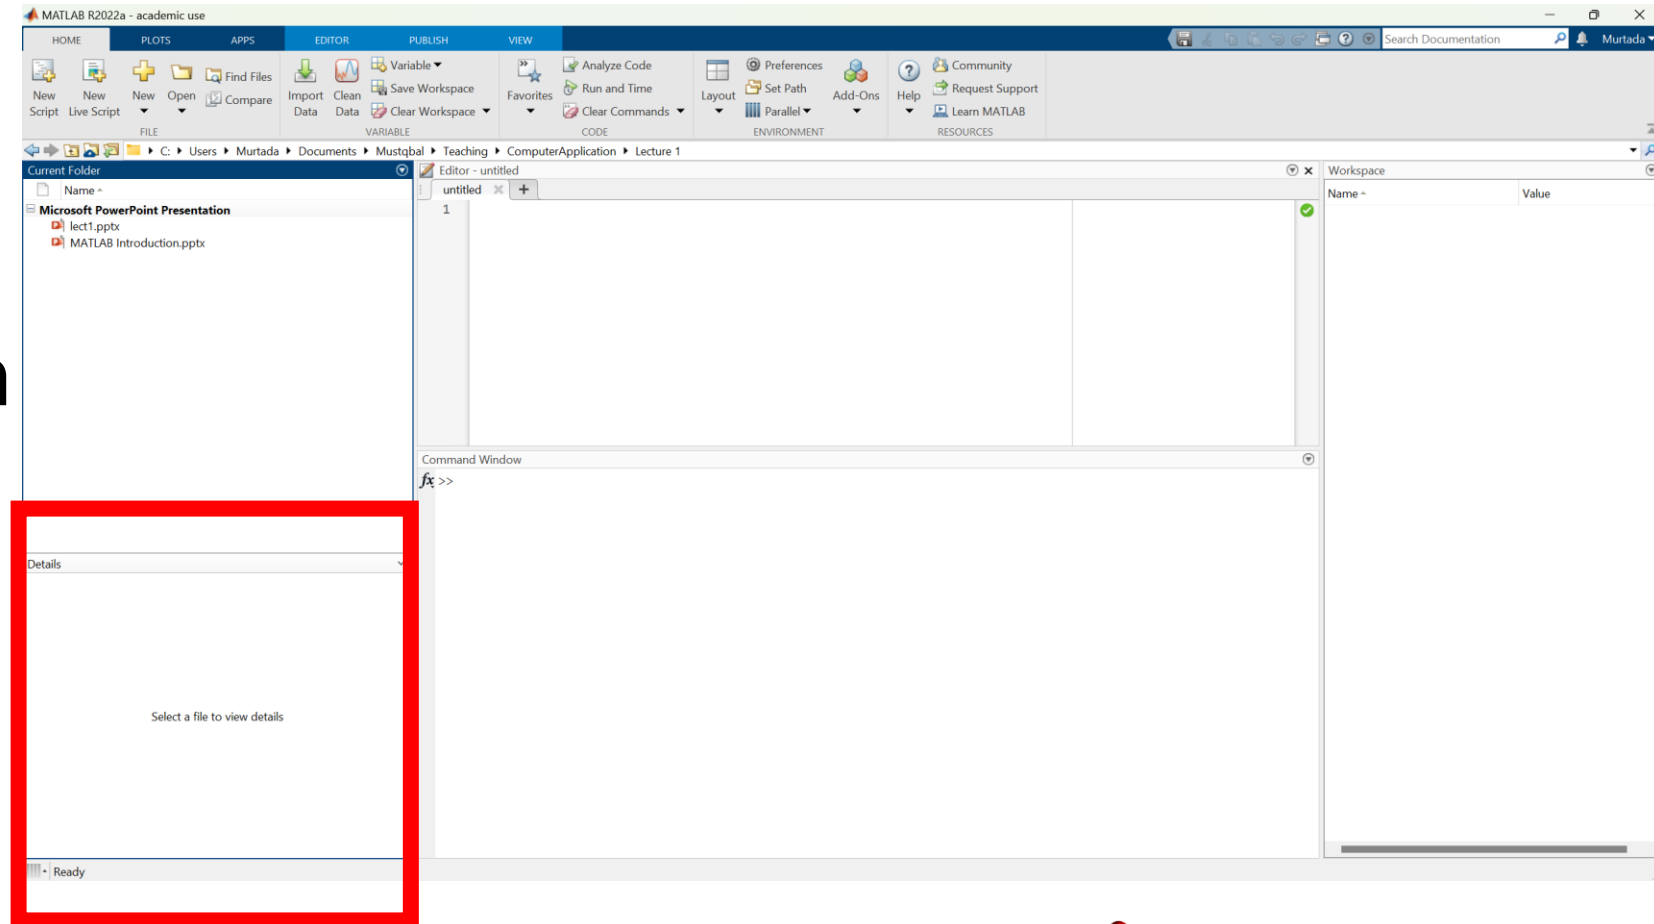 MATLAB R2022a - academic use
HOME PLOTS APPS EDITOR PUBLISH VIEW Search Documentation Murtada
New Script New Live Script New Open Find Files Compare Import Data Clean Data Variable Save Workspace Clear Workspace Favorites Analyze Code Run and Time Clear Commands Layout Preferences Set Path Parallel Add-Ons Help Community Request Support Learn MATLAB
FILE VARIABLE CODE ENVIRONMENT RESOURCES
C: Users Murtada Documents Mustqbal Teaching ComputerApplication Lecture 1
Current Folder
Name
Microsoft PowerPoint Presentation
lect1.pptx
MATLAB Introduction.pptx
Editor - untitled
untitled
1
Workspace
Name Value
Command Window
fx >>
Details
Select a file to view details
Ready